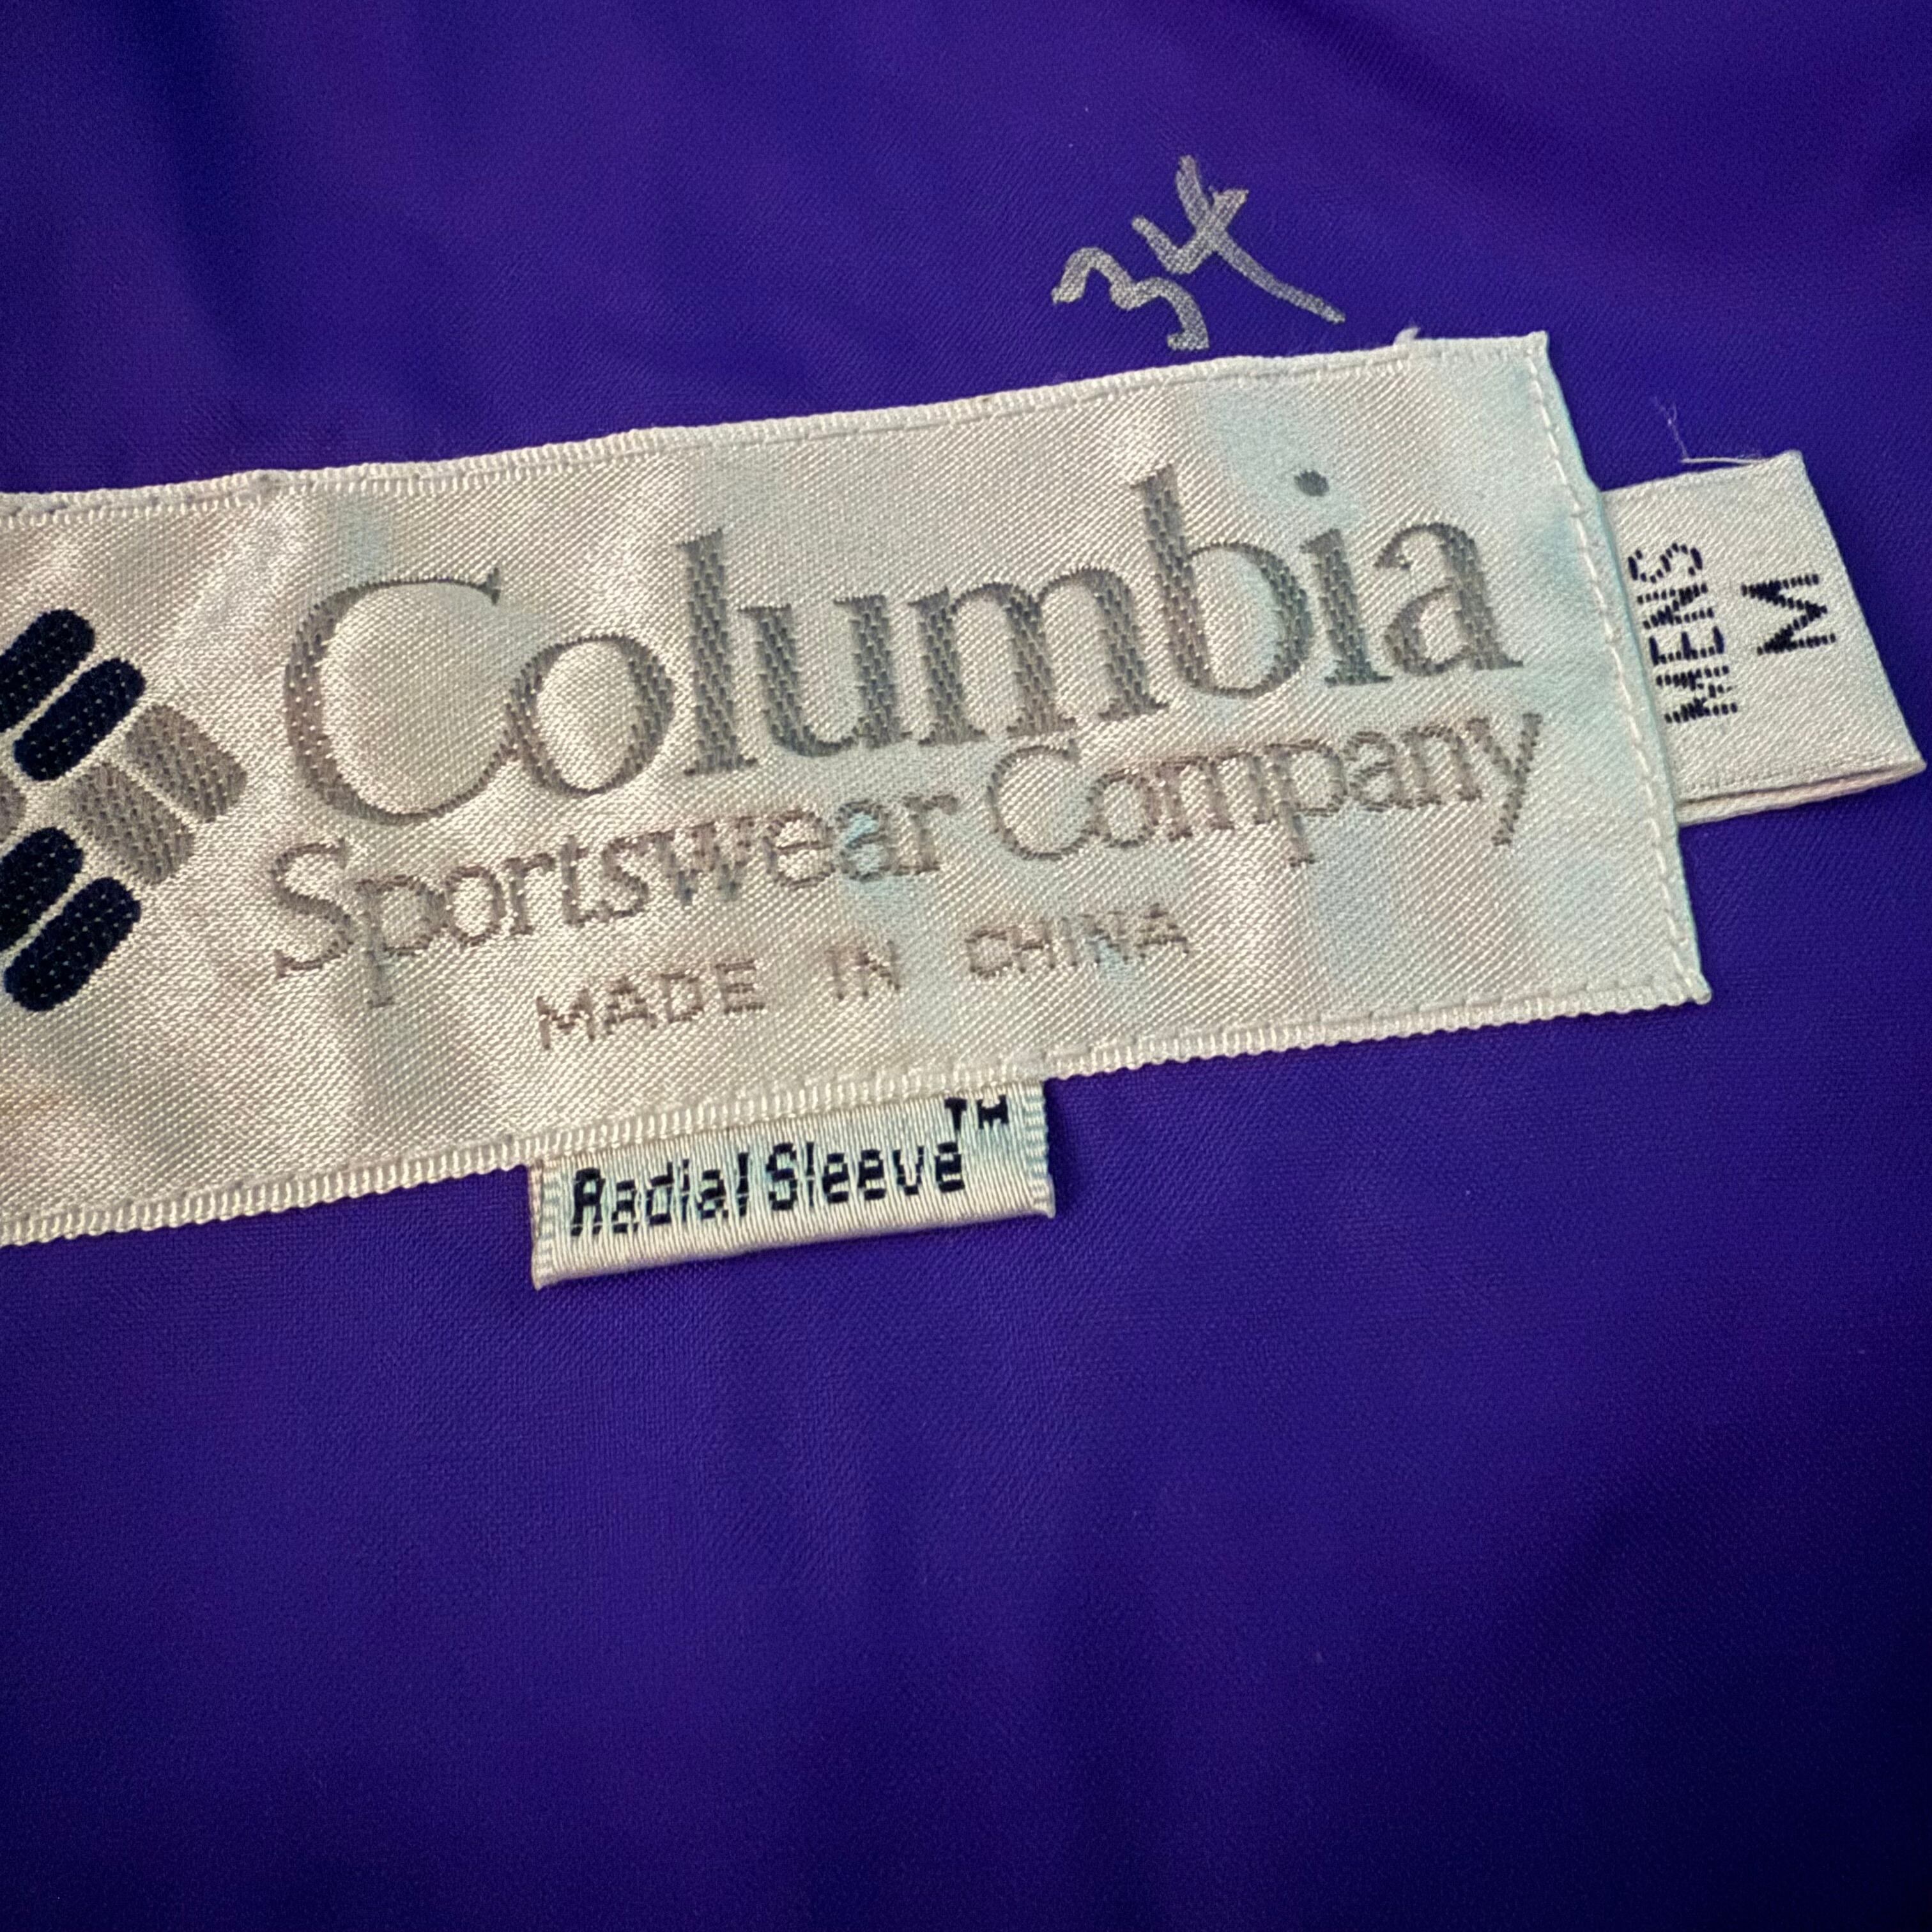 34
Columbia
Sportswear Company
MADE IN CHINA
Radial Sleeve™
MENS
M